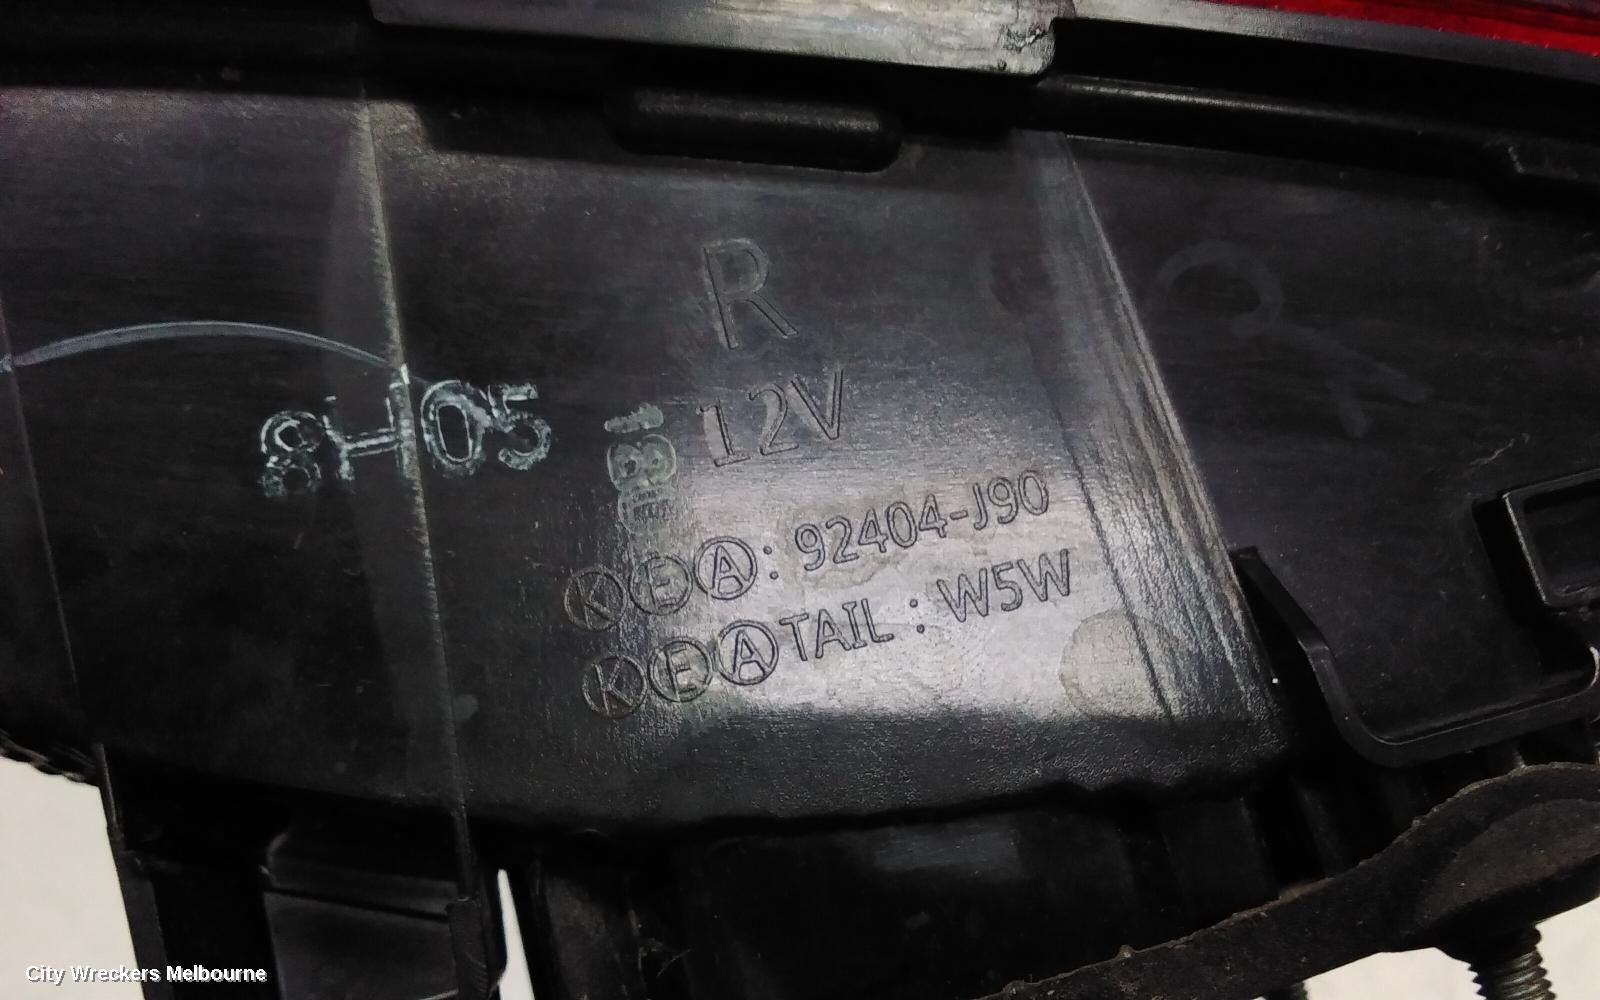 R
12V
8H05
ⓀⒺⒶ: 92404-J90
ⓀⒺⒶ TAIL : W5W
City Wreckers Melbourne